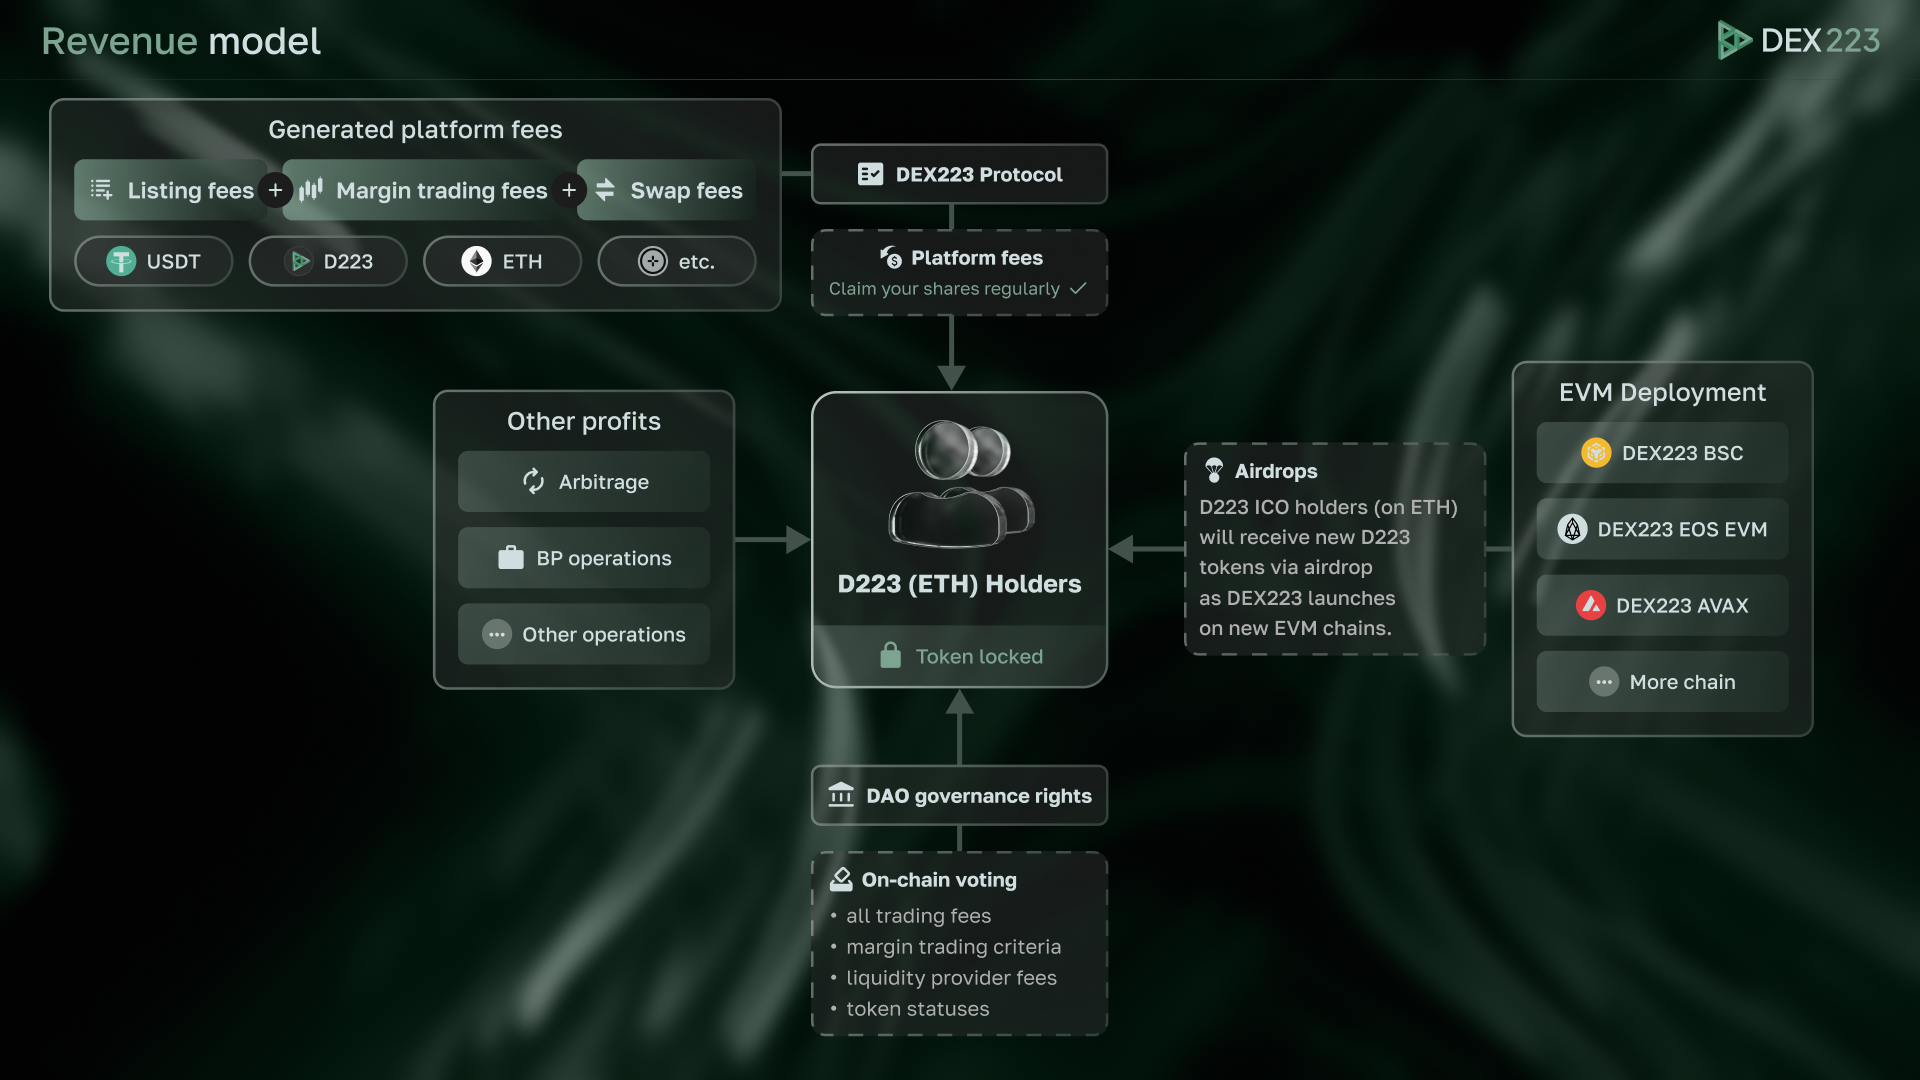 Revenue model
DEX223
Generated platform fees
Listing fees + Margin trading fees + Swap fees
USDT D223 ETH etc.
DEX223 Protocol
Platform fees
Claim your shares regularly
Other profits
Arbitrage
BP operations
Other operations
D223 (ETH) Holders
Token locked
Airdrops
D223 ICO holders (on ETH)
will receive new D223
tokens via airdrop
as DEX223 launches
on new EVM chains.
EVM Deployment
DEX223 BSC
DEX223 EOS EVM
DEX223 AVAX
More chain
DAO governance rights
On-chain voting
• all trading fees
• margin trading criteria
• liquidity provider fees
• token statuses